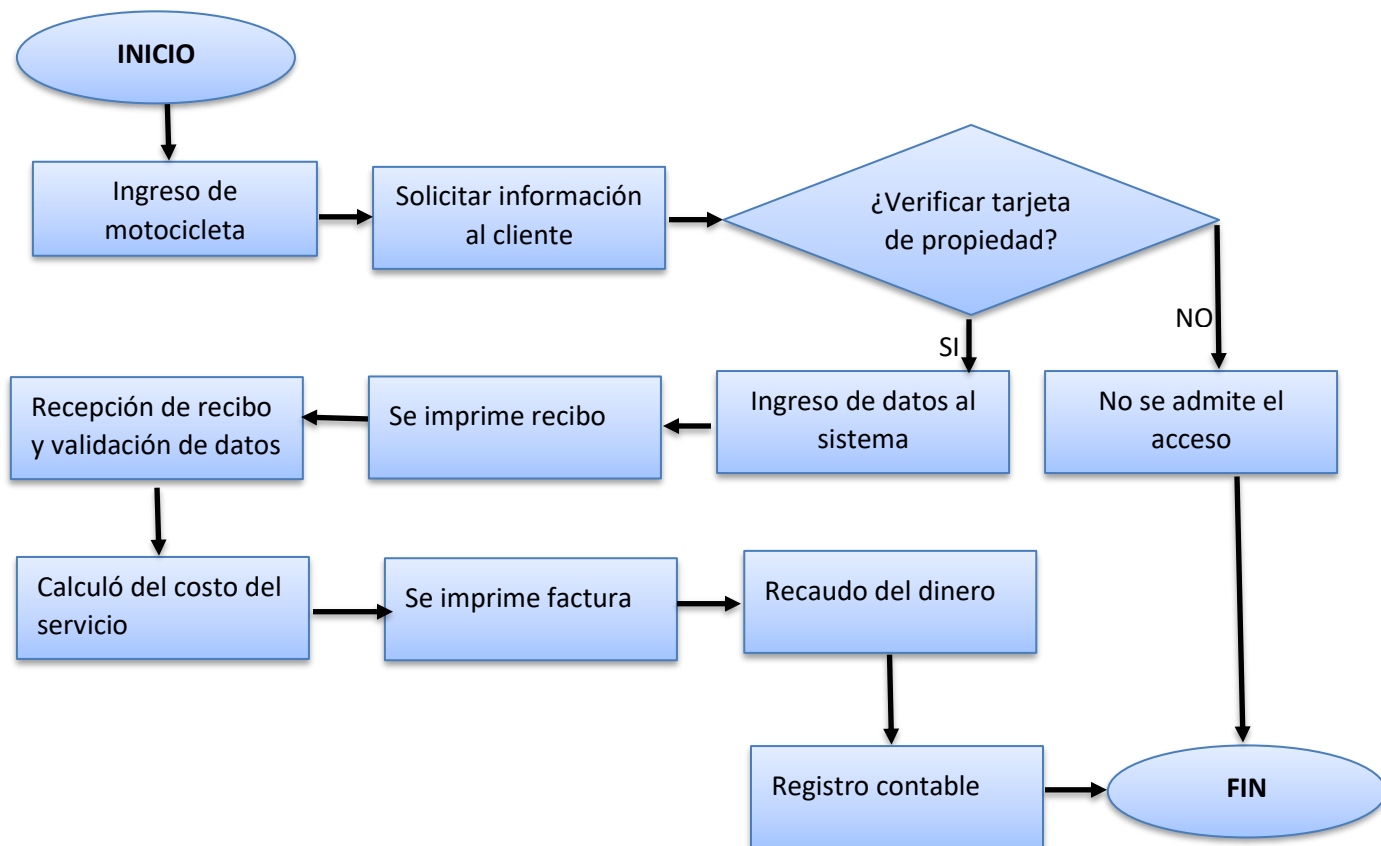 INICIO
Ingreso de
motocicleta
Solicitar información
al cliente
¿Verificar tarjeta
de propiedad?
SI
NO
Ingreso de datos al
sistema
No se admite el
acceso
Se imprime recibo
Recepción de recibo
y validación de datos
Calculó del costo del
servicio
Se imprime factura
Recaudo del dinero
Registro contable
FIN